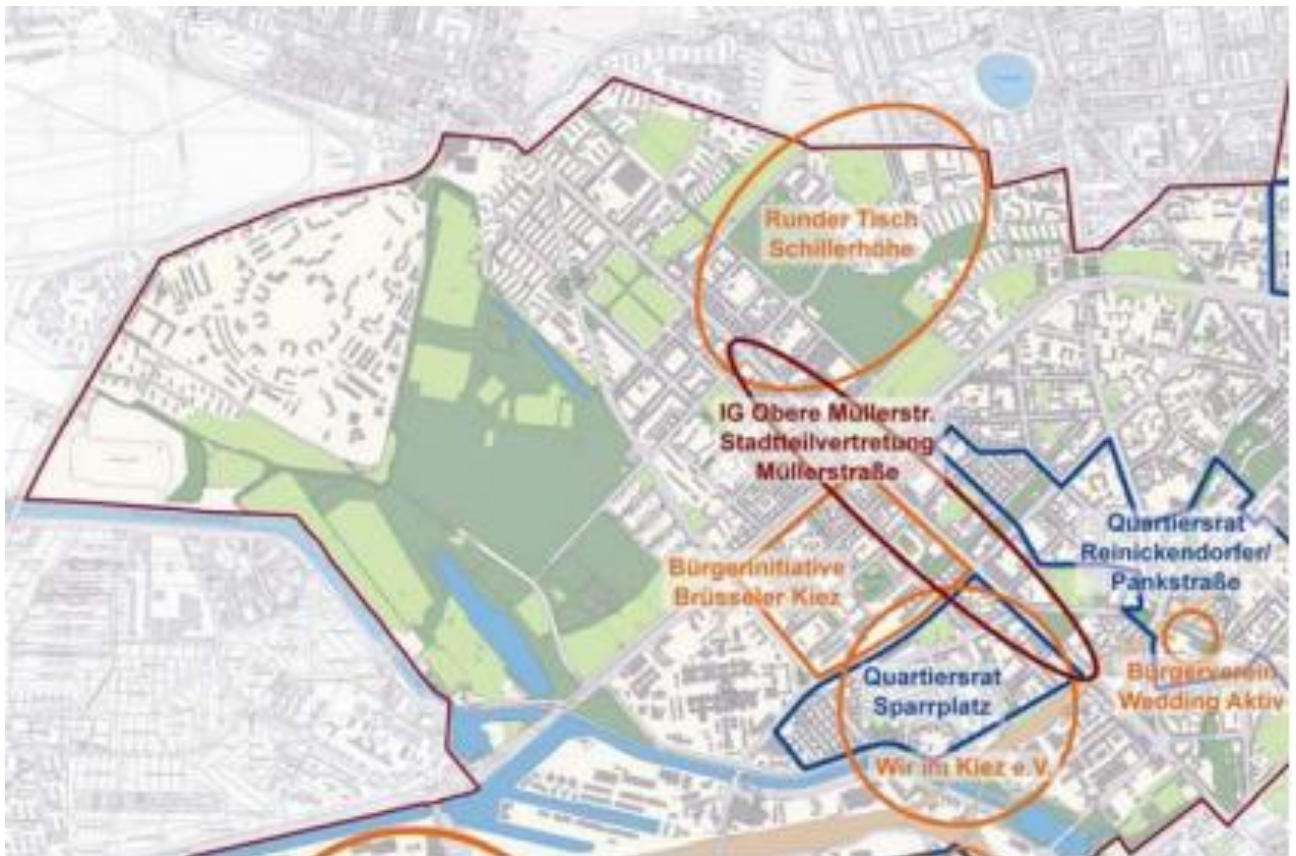 Runder Tisch
Schillerhöhe
IG Obere Müllerstr.
Stadtteilvertretung
Müllerstraße
Quartiersrat
Reinickendorfer/
Pankstraße
Bürgerinitiative
Brüsseler Kiez
Quartiersrat
Sparrplatz
Bürgerverein
Wedding Aktiv
Wir im Kiez e.V.